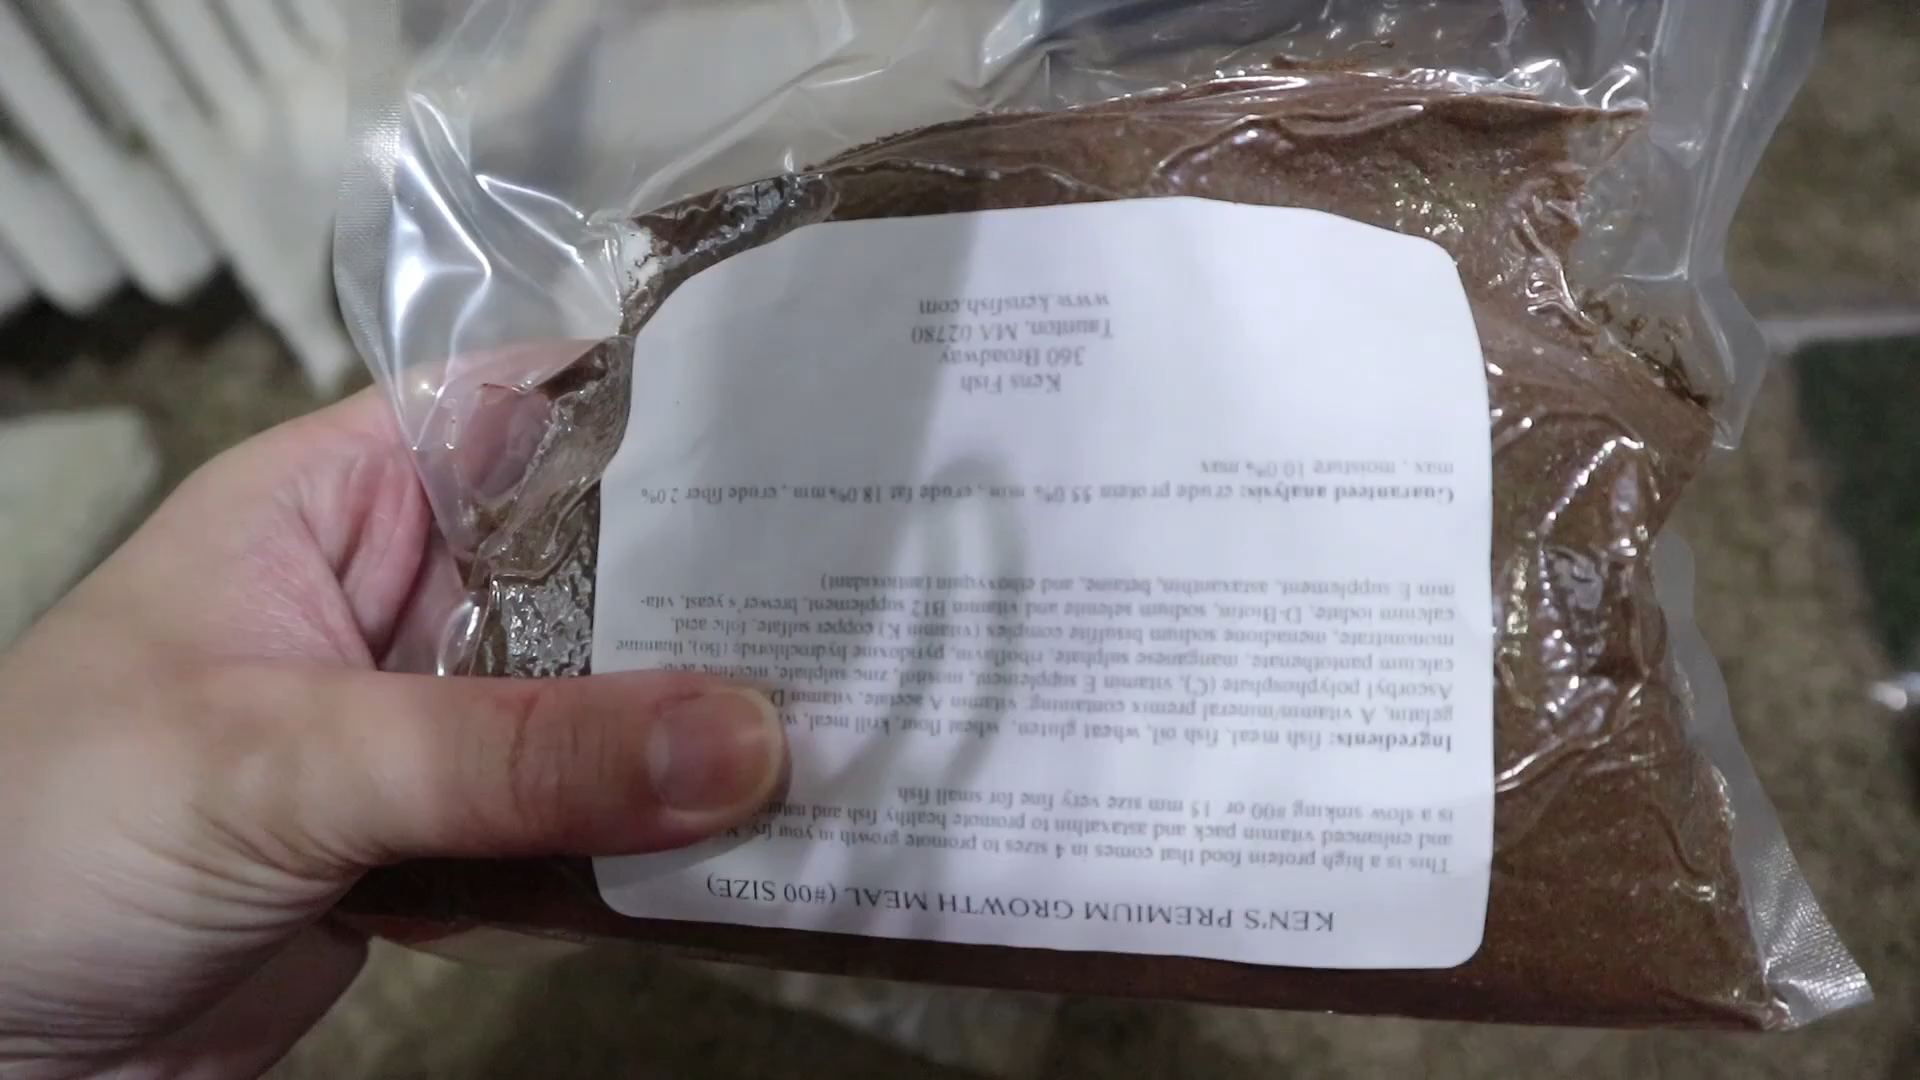 KEN'S PREMIUM GROWTH MEAL (#00 SIZE)
This is a high protein food that comes in 4 sizes to promote growth in your fry.
and enhanced vitamin pack and astaxathin to promote healthy fish and
is a slow sinking #00 or .15 mm size very fine for small fish
Ingredients: fish meal, fish oil, wheat gluten, wheat flour, krill meal,
gelatin, A vitamin/mineral premix containing: vitamin A acetate, vitamin
Ascorbyl polyphosphate (C), vitamin E supplement, inositol, zinc sulphate, nicotinic acid,
calcium pantothenate, manganese sulphate, riboflavin, pyridoxine hydrochloride (B6), thiamine
mononitrate, menadione sodium bisulfite complex (vitamin K) copper sulfate, folic acid,
calcium iodate, D-Biotin, sodium selenite and vitamin B12 supplement, brewer's yeast, vita-
min E supplement, astaxanthin, betaine, and ethoxyquin (antioxidant)
Guaranteed analysis: crude protein 55.0% min , crude fat 18.0% min , crude fiber 2.0%
max , moisture 10.0% max
Kens Fish
360 Broadway
Taunton, MA 02780
www.kensfish.com